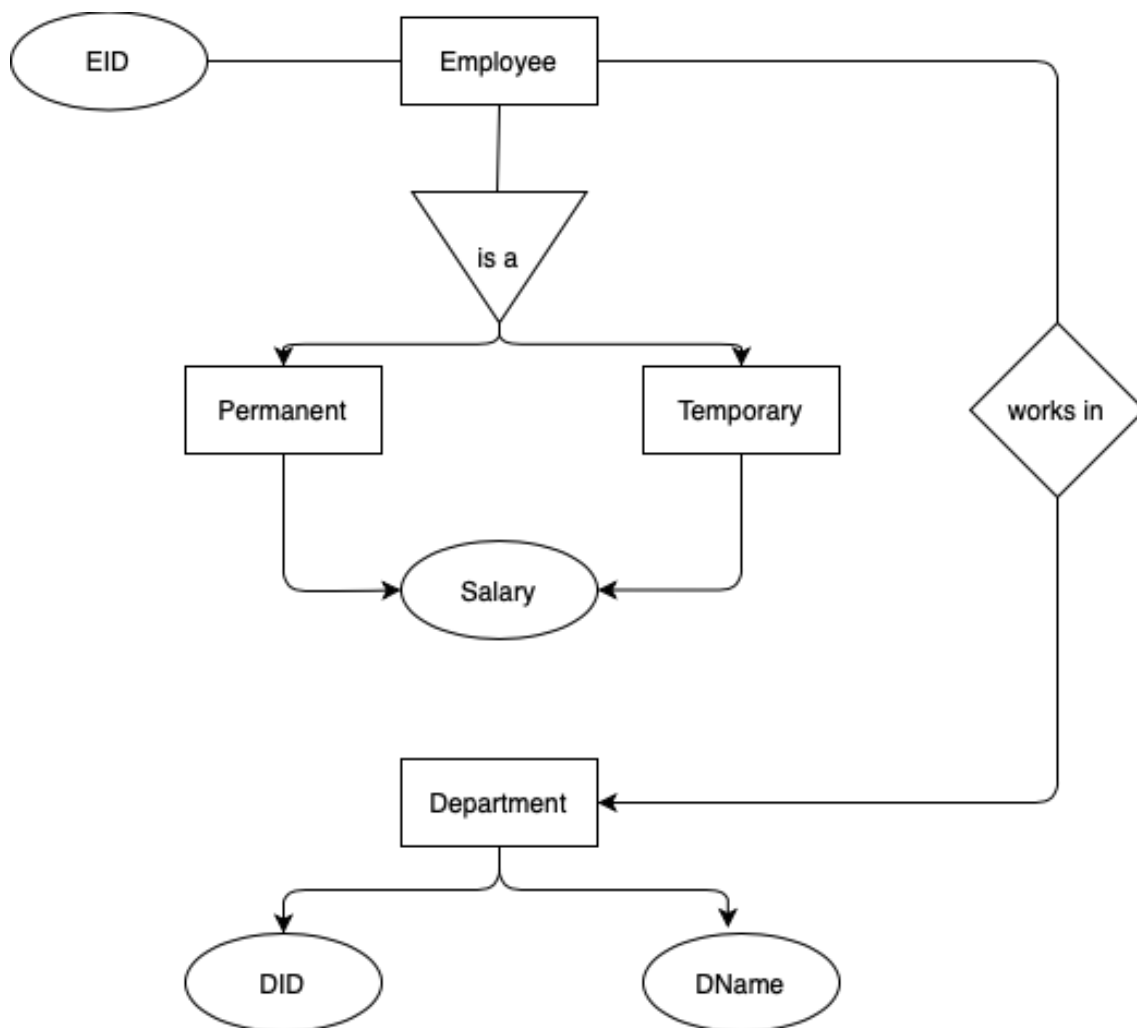 EID
Employee
is a
Permanent
Temporary
works in
Salary
Department
DID
DName